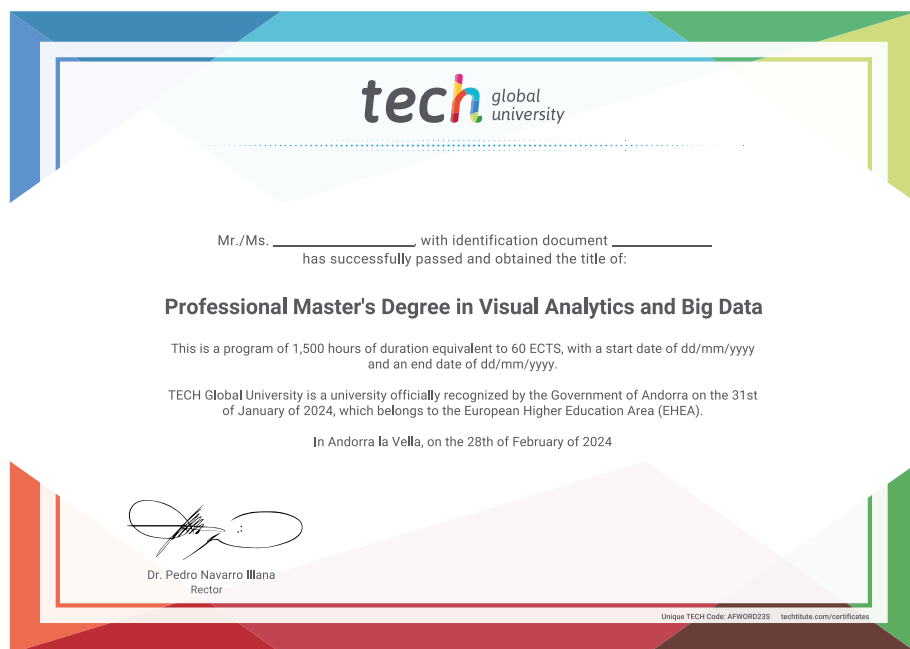 tech global university
Mr./Ms. ____________________, with identification document ______________
has successfully passed and obtained the title of:
Professional Master's Degree in Visual Analytics and Big Data
This is a program of 1,500 hours of duration equivalent to 60 ECTS, with a start date of dd/mm/yyyy
and an end date of dd/mm/yyyy.
TECH Global University is a university officially recognized by the Government of Andorra on the 31st
of January of 2024, which belongs to the European Higher Education Area (EHEA).
In Andorra la Vella, on the 28th of February of 2024
Dr. Pedro Navarro Illana
Rector
Unique TECH Code: AFWORD23S techtitute.com/certificates